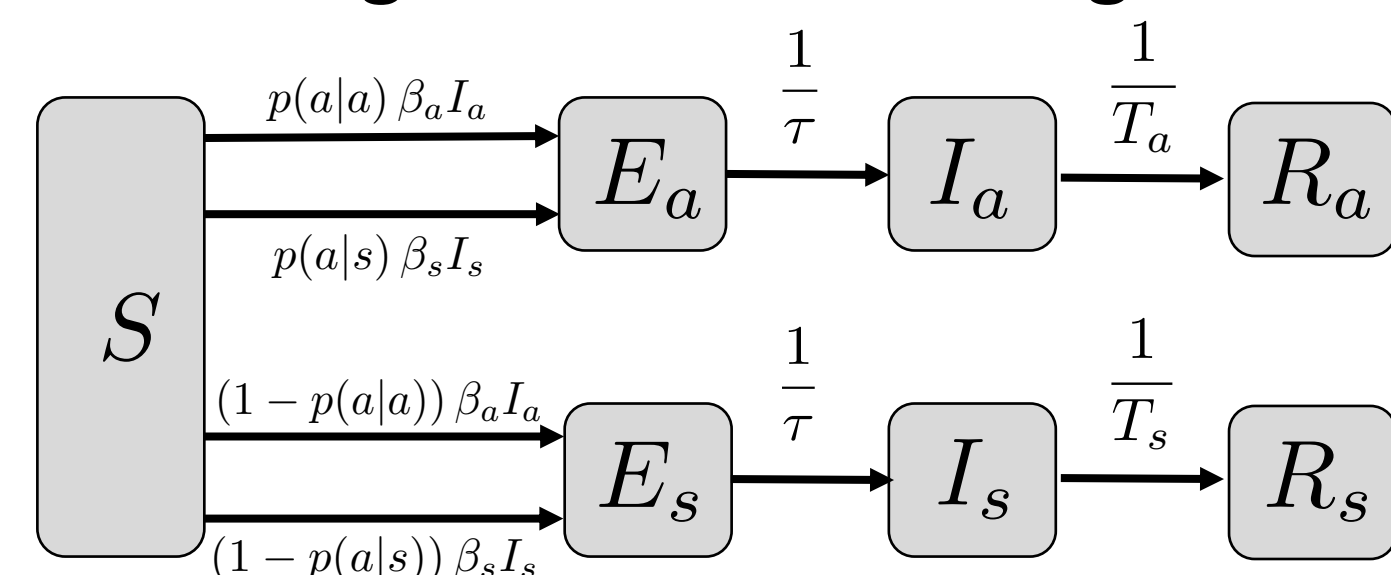 p(a|a) β_a I_a
p(a|s) β_s I_s
(1 − p(a|a)) β_a I_a
(1 − p(a|s)) β_s I_s
S
E_a
1/τ
I_a
1/T_a
R_a
E_s
1/τ
I_s
1/T_s
R_s